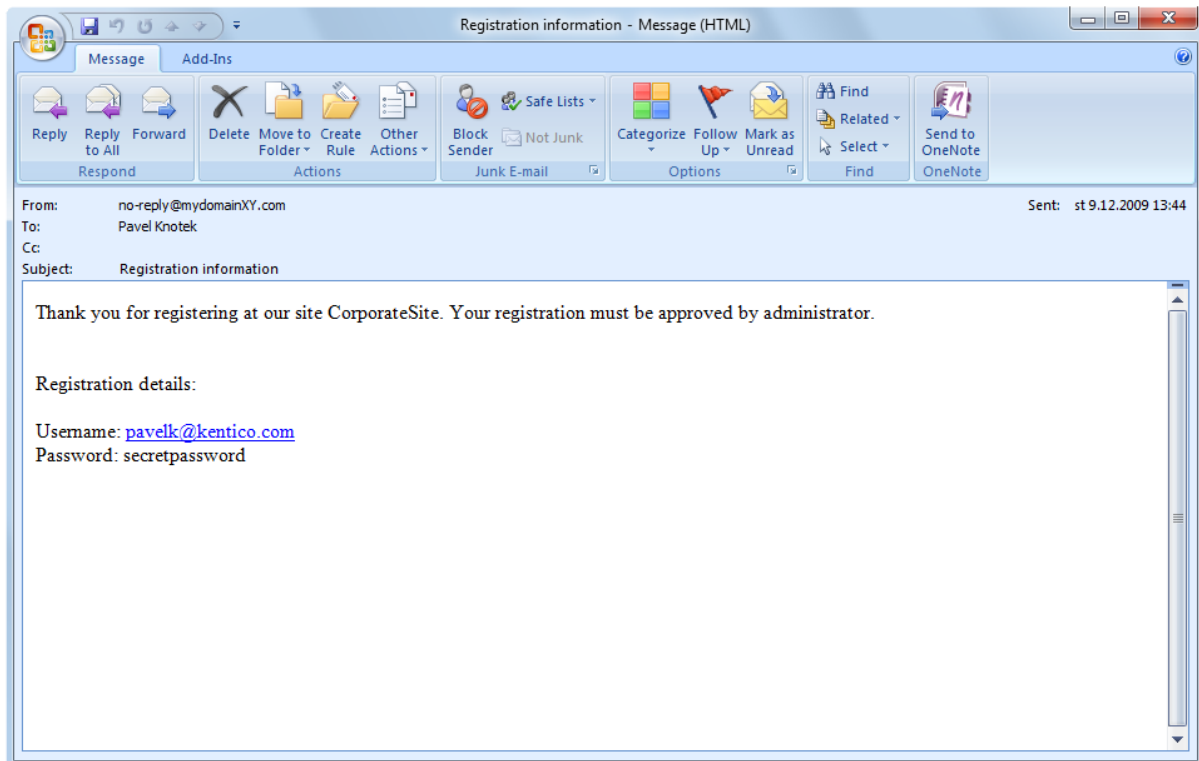 Registration information - Message (HTML)
Message Add-Ins
Reply Reply to All Forward Delete Move to Folder Create Rule Other Actions Block Sender Safe Lists Not Junk Categorize Follow Up Mark as Unread Find Related Select Send to OneNote
Respond Actions Junk E-mail Options Find OneNote
From: no-reply@mydomainXY.com Sent: st 9.12.2009 13:44
To: Pavel Knotek
Cc:
Subject: Registration information
Thank you for registering at our site CorporateSite. Your registration must be approved by administrator.
Registration details:
Username: pavelk@kentico.com
Password: secretpassword